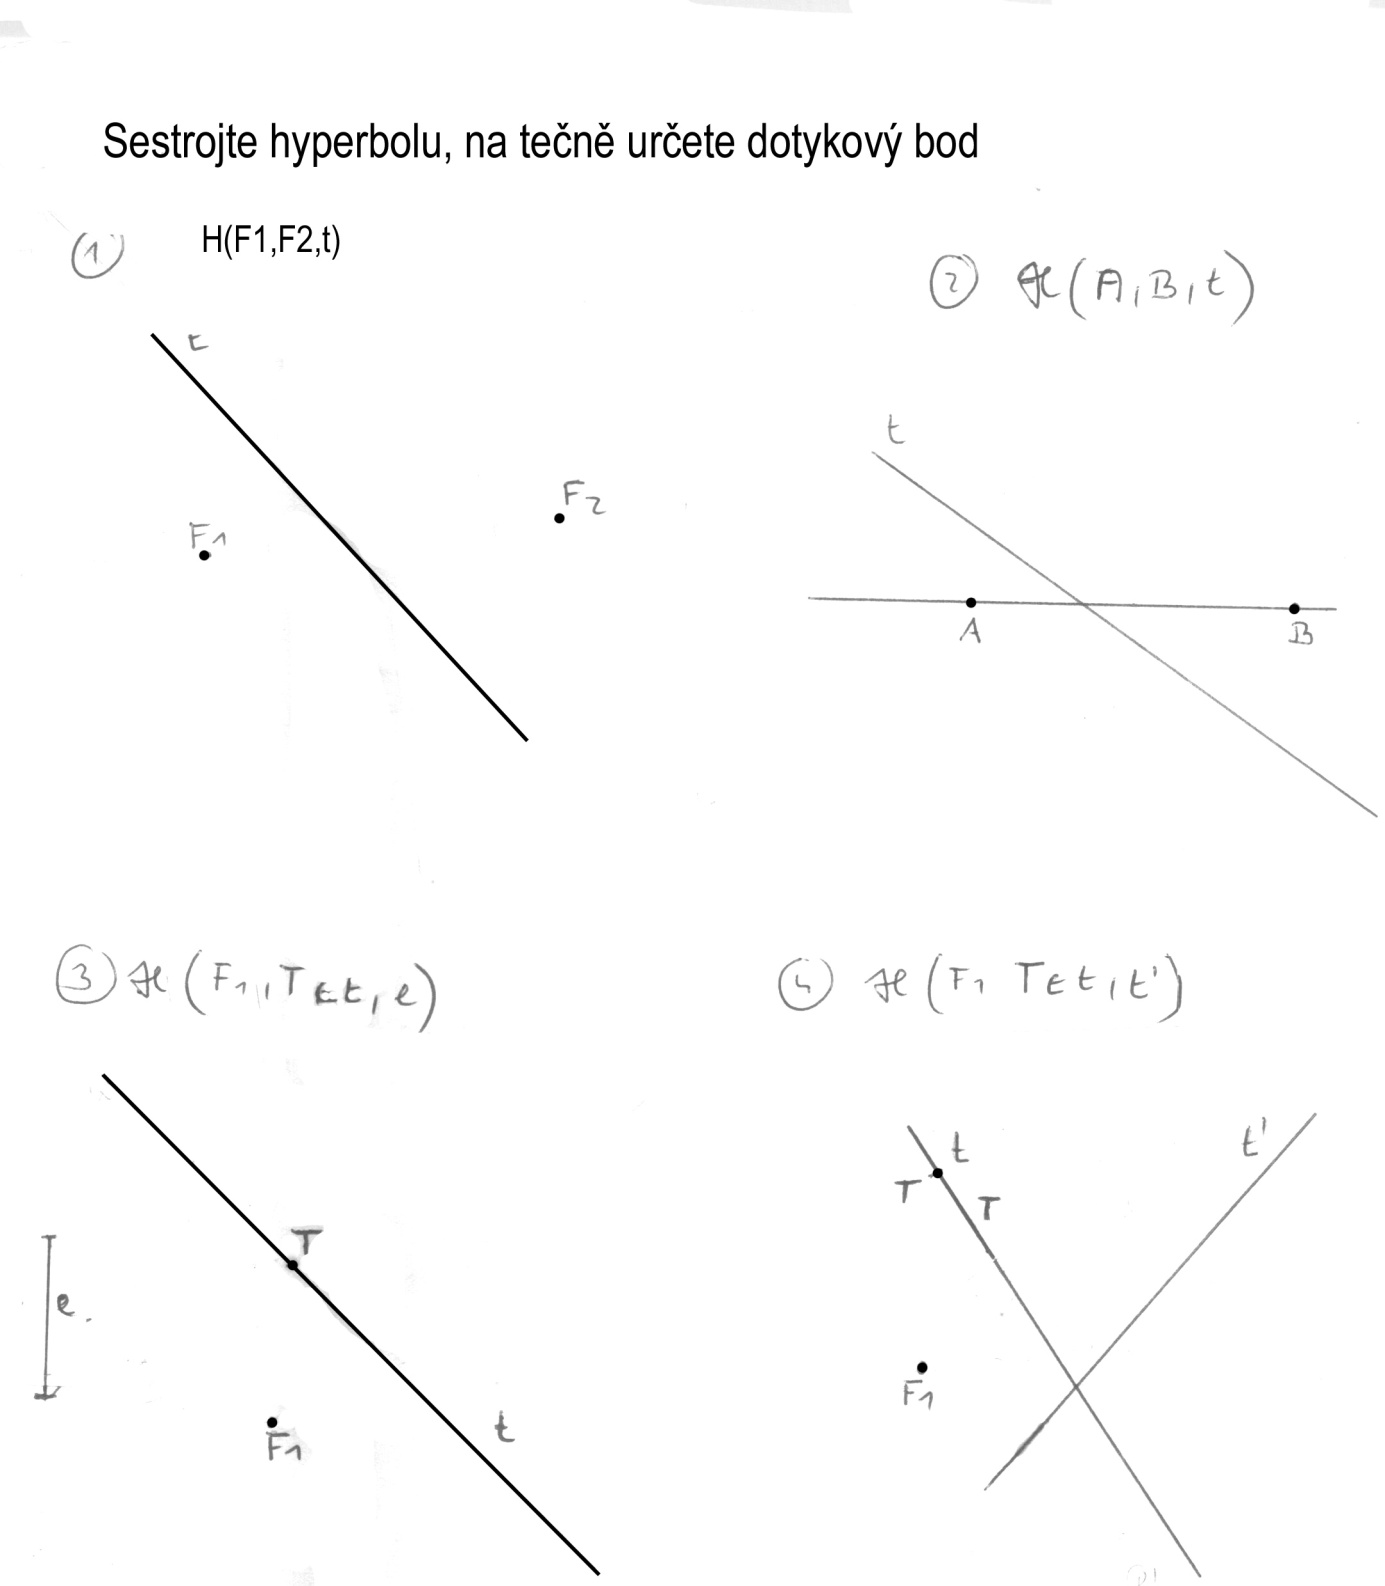 Sestrojte hyperbolu, na tečně určete dotykový bod
① H(F1,F2,t)
② H(A,B,t)
t
F1
F2
t
A
B
③ H(F1,T∈t,e)
④ H(F1 T∈t,t')
T
e.
F1
t
t
t'
T
T
F1